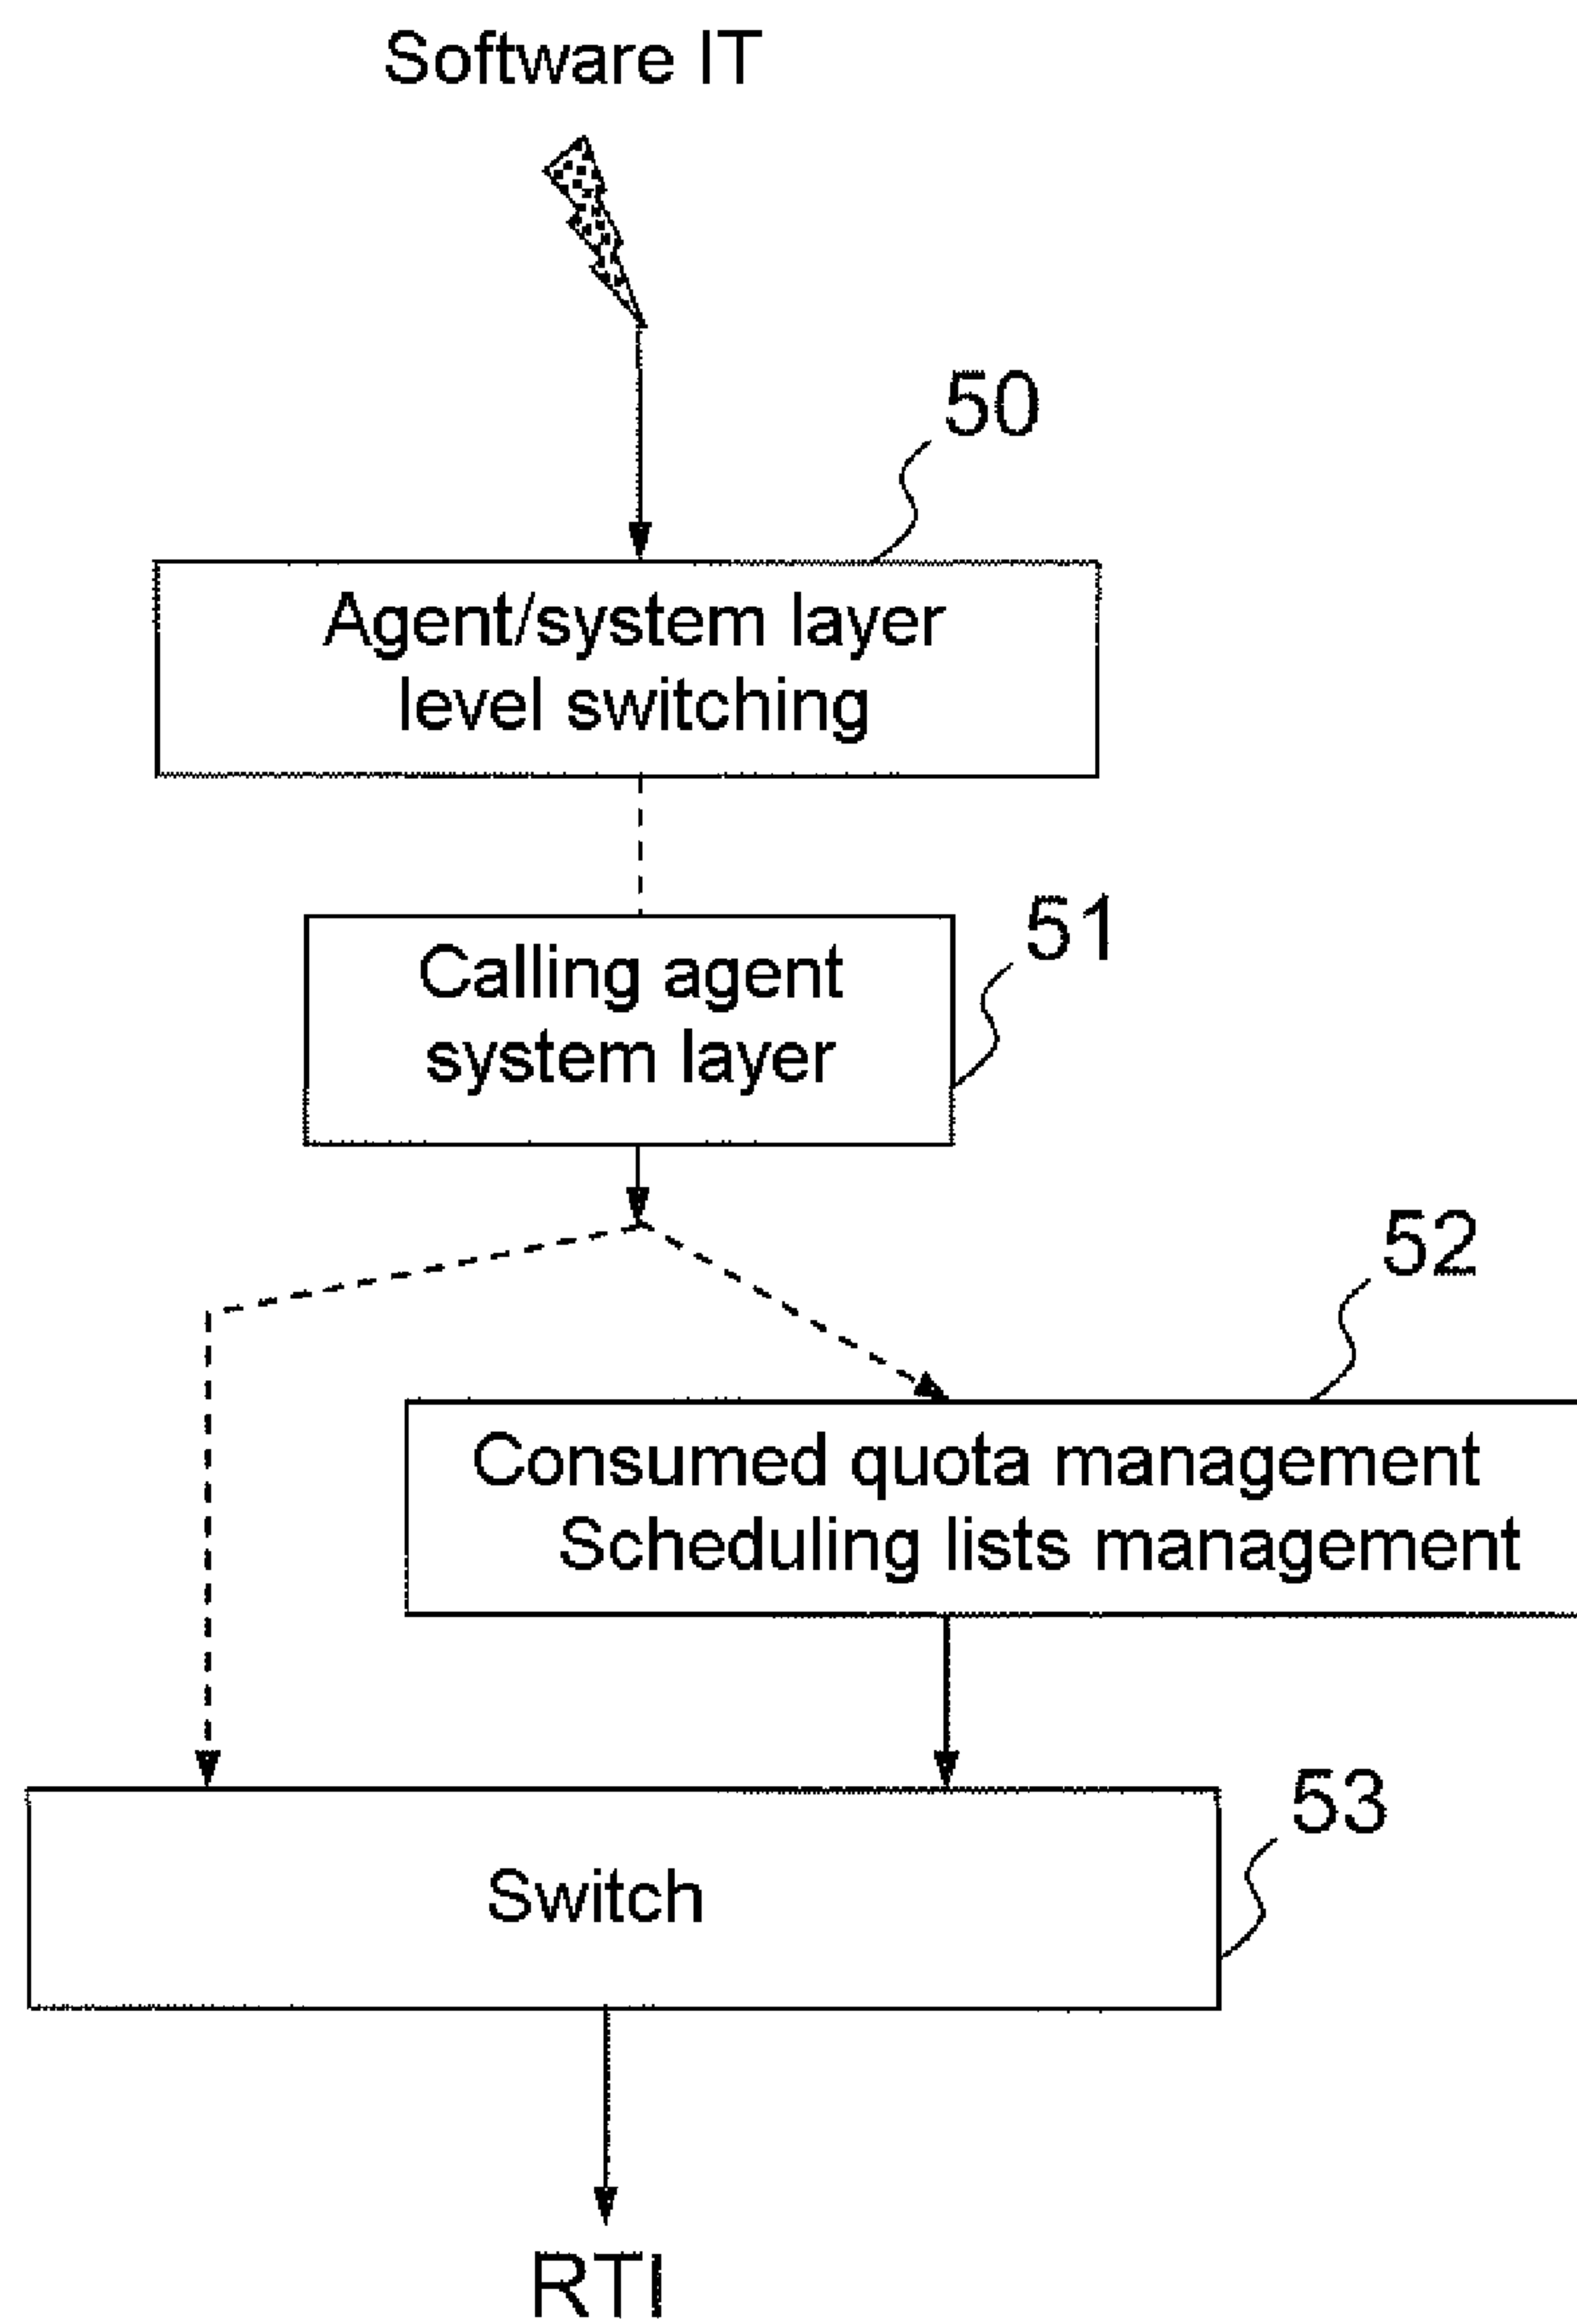 Software IT
50
Agent/system layer
level switching
51
Calling agent
system layer
52
Consumed quota management
Scheduling lists management
53
Switch
RTI